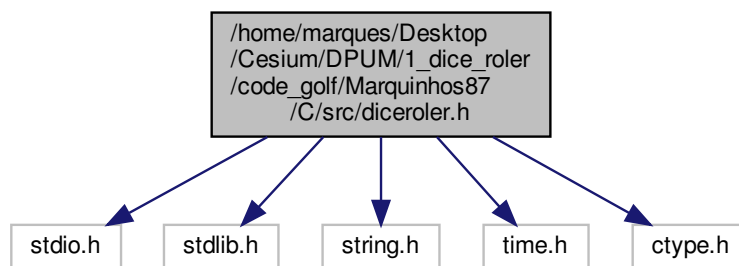 /home/marques/Desktop
/Cesium/DPUM/1_dice_roler
/code_golf/Marquinhos87
/C/src/diceroler.h
stdio.h
stdlib.h
string.h
time.h
ctype.h